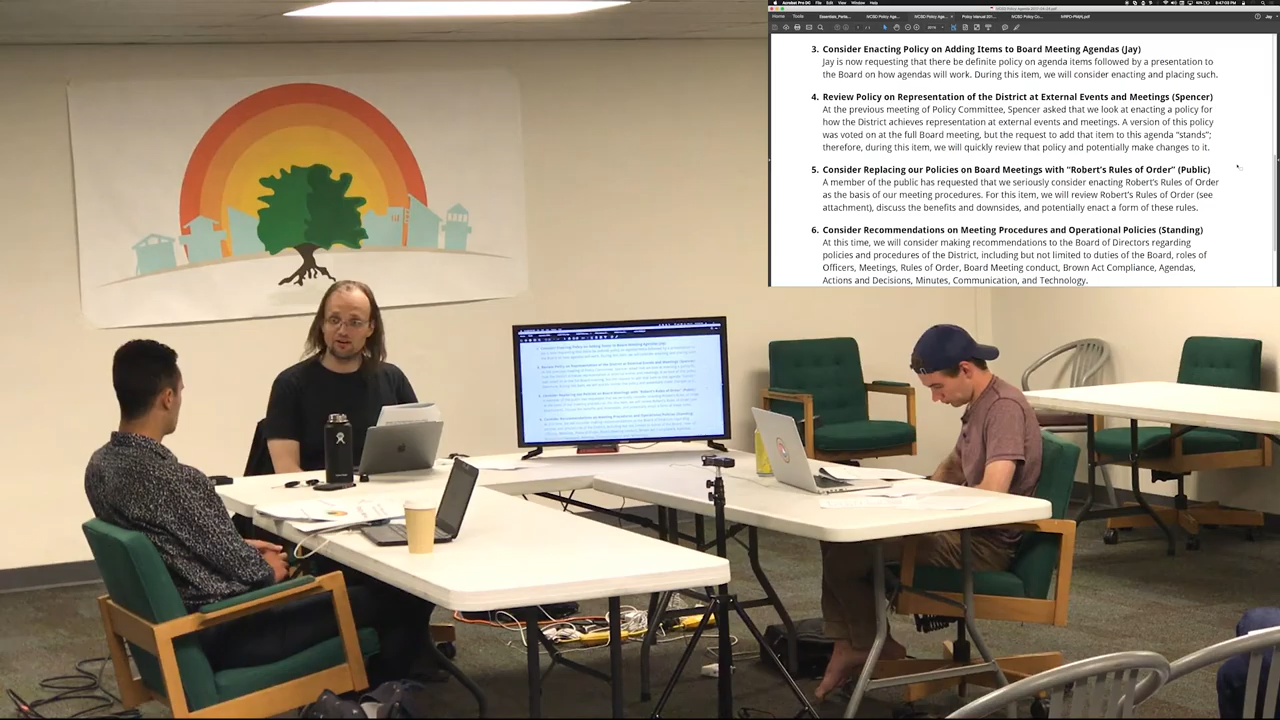 Acrobat Pro DC File Edit View Window Help
Home Tools
3. Consider Enacting Policy on Adding Items to Board Meeting Agendas (Jay)
Jay is now requesting that there be definite policy on agenda items followed by a presentation to
the Board on how agendas will work. During this item, we will consider enacting and placing such.
4. Review Policy on Representation of the District at External Events and Meetings (Spencer)
At the previous meeting of Policy Committee, Spencer asked that we look at enacting a policy for
how the District achieves representation at external events and meetings. A version of this policy
was voted on at the full Board meeting, but the request to add that item to this agenda “stands”;
therefore, during this item, we will quickly review that policy and potentially make changes to it.
5. Consider Replacing our Policies on Board Meetings with “Robert’s Rules of Order” (Public)
A member of the public has requested that we seriously consider enacting Robert’s Rules of Order
as the basis of our meeting procedures. For this item, we will review Robert’s Rules of Order (see
attachment), discuss the benefits and downsides, and potentially enact a form of these rules.
6. Consider Recommendations on Meeting Procedures and Operational Policies (Standing)
At this time, we will consider making recommendations to the Board of Directors regarding
policies and procedures of the District, including but not limited to duties of the Board, roles of
Officers, Meetings, Rules of Order, Board Meeting conduct, Brown Act Compliance, Agendas,
Actions and Decisions, Minutes, Communication, and Technology.